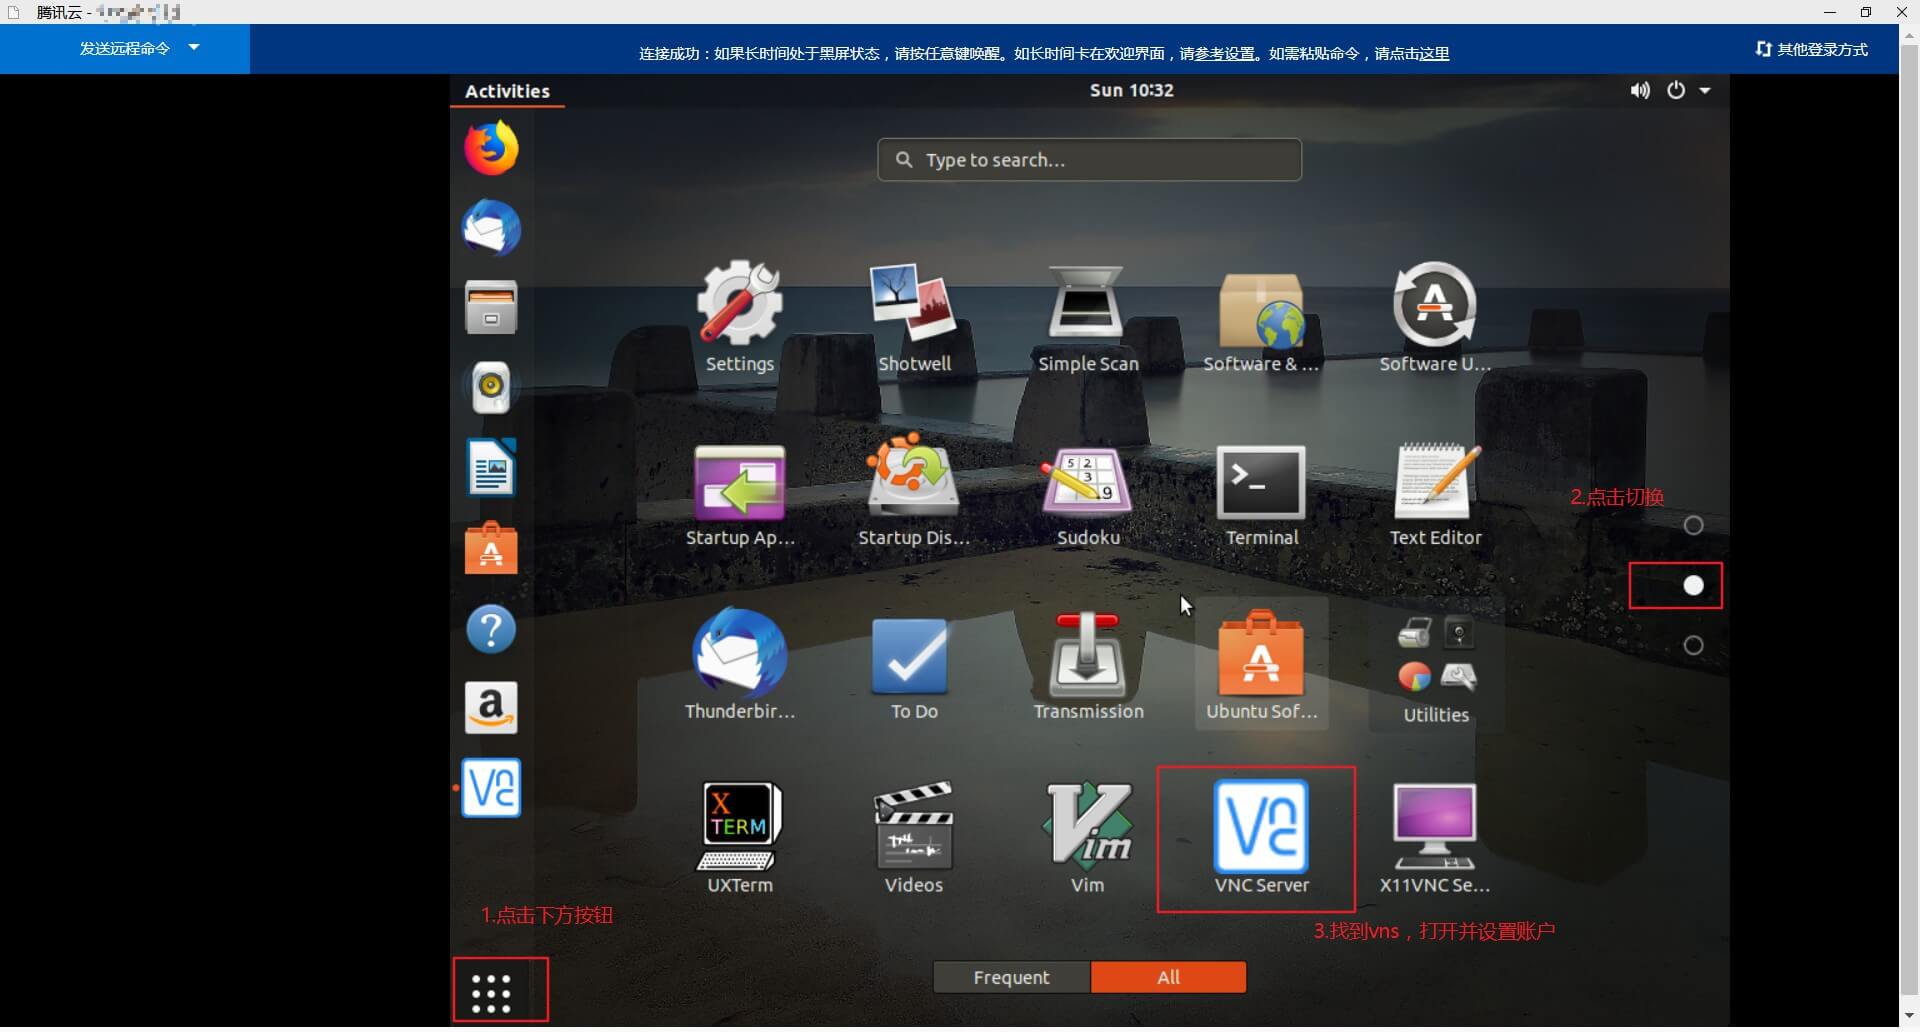 腾讯云 -
发送远程命令
连接成功：如果长时间处于黑屏状态，请按任意键唤醒。如长时间卡在欢迎界面，请参考设置。如需粘贴命令，请点击这里
其他登录方式
Activities
Sun 10:32
Type to search...
Settings
Shotwell
Simple Scan
Software & ...
Software U...
Startup Ap...
Startup Dis...
Sudoku
Terminal
Text Editor
2.点击切换
Thunderbir...
To Do
Transmission
Ubuntu Sof...
Utilities
UXTerm
Videos
Vim
VNC Server
X11VNC Se...
1.点击下方按钮
3.找到vns，打开并设置账户
Frequent
All